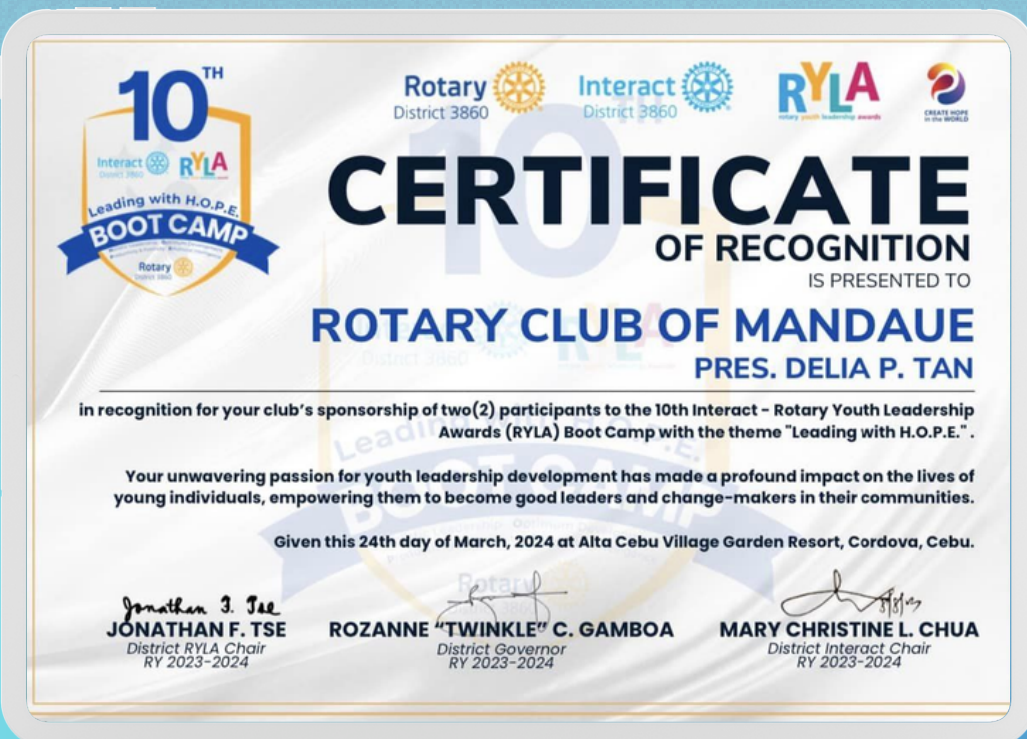 10TH
Interact RYLA
District 3860
Leading with H.O.P.E.
BOOT CAMP
Rotary
District 3860
Rotary
District 3860
Interact
District 3860
RYLA
rotary youth leadership awards
CREATE HOPE
in the WORLD
CERTIFICATE
OF RECOGNITION
IS PRESENTED TO
ROTARY CLUB OF MANDAUE
PRES. DELIA P. TAN
in recognition for your club's sponsorship of two(2) participants to the 10th Interact - Rotary Youth Leadership
Awards (RYLA) Boot Camp with the theme "Leading with H.O.P.E." .
Your unwavering passion for youth leadership development has made a profound impact on the lives of
young individuals, empowering them to become good leaders and change-makers in their communities.
Given this 24th day of March, 2024 at Alta Cebu Village Garden Resort, Cordova, Cebu.
Jonathan F. Tse
JONATHAN F. TSE
District RYLA Chair
RY 2023-2024
ROZANNE "TWINKLE" C. GAMBOA
District Governor
RY 2023-2024
MARY CHRISTINE L. CHUA
District Interact Chair
RY 2023-2024